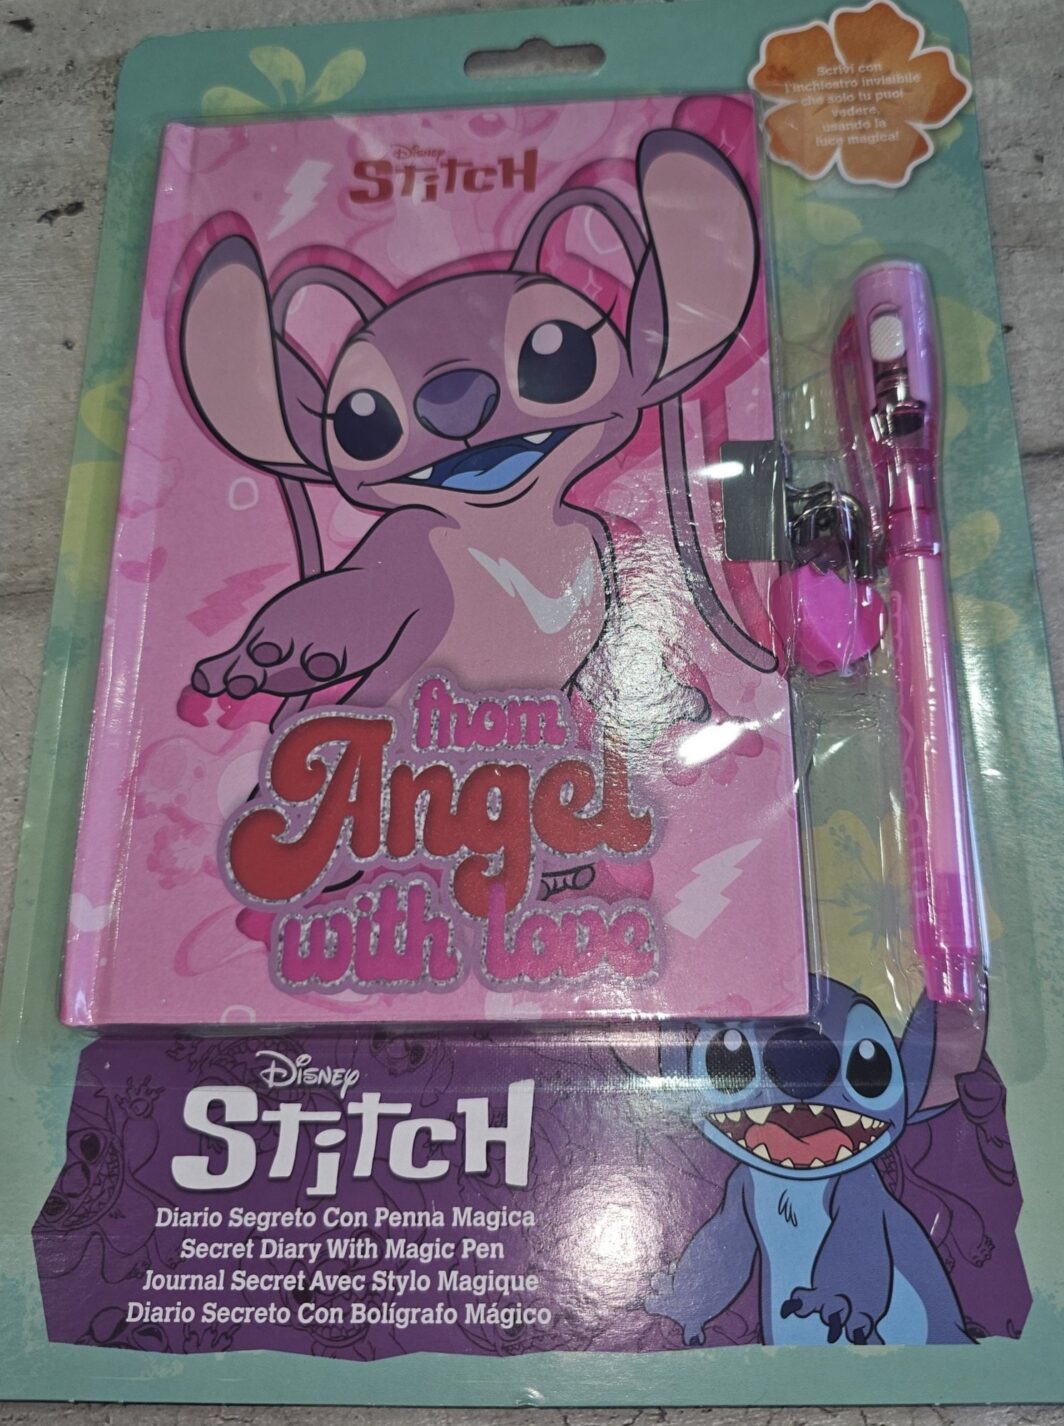 Scrivi con
l'inchiostro invisibile
che solo tu puoi
vedere,
usando la
luce magica!
Disney
Stitch
from
Angel
with love
Disney
Stitch
Diario Segreto Con Penna Magica
Secret Diary With Magic Pen
Journal Secret Avec Stylo Magique
Diario Secreto Con Bolígrafo Mágico